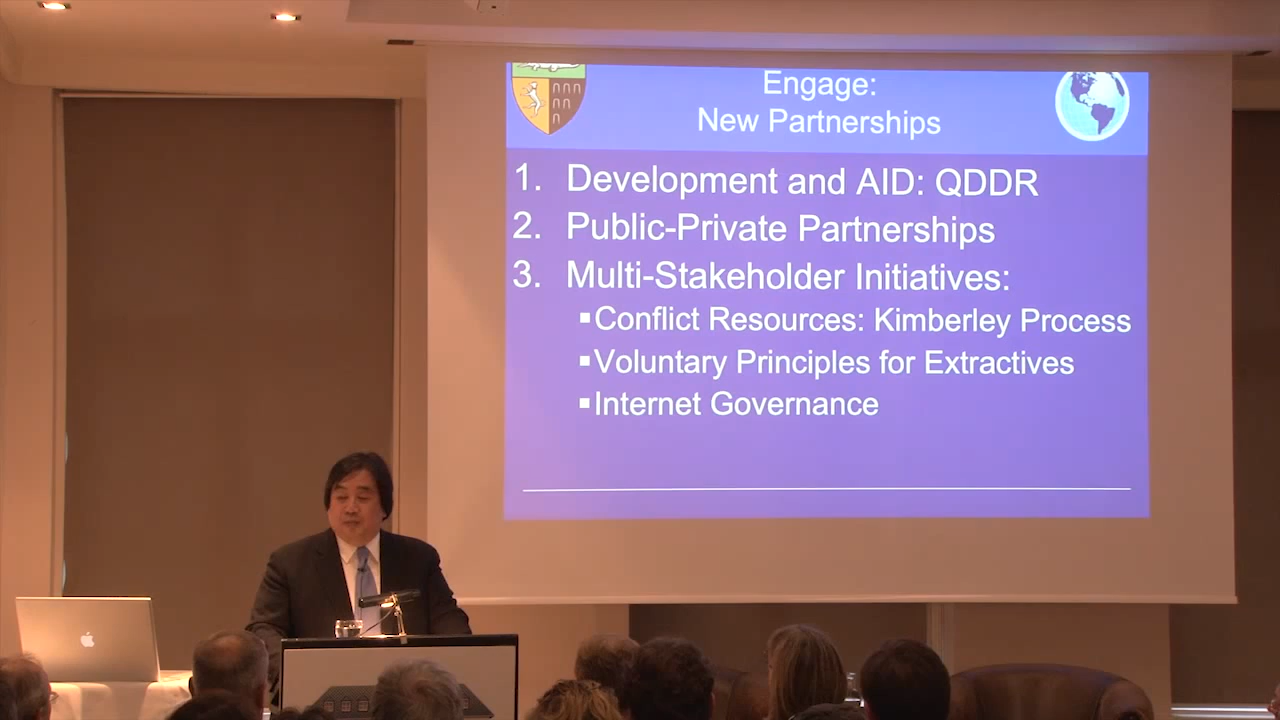 Engage:
New Partnerships
1. Development and AID: QDDR
2. Public-Private Partnerships
3. Multi-Stakeholder Initiatives:
▪Conflict Resources: Kimberley Process
▪Voluntary Principles for Extractives
▪Internet Governance